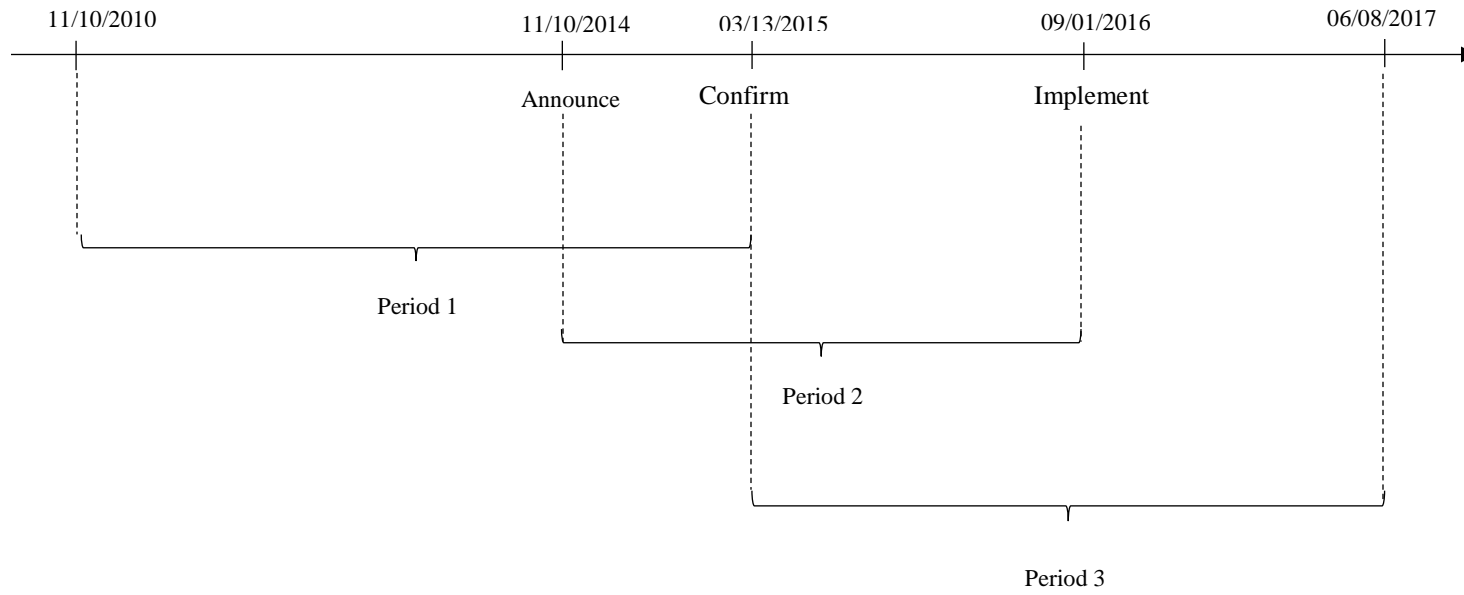 11/10/2010
11/10/2014
03/13/2015
09/01/2016
06/08/2017
Announce
Confirm
Implement
Period 1
Period 2
Period 3